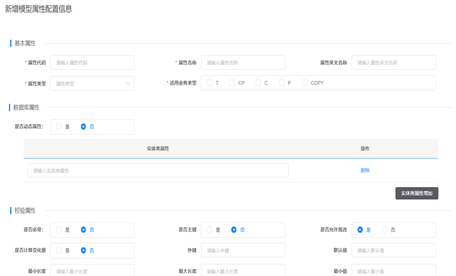 新增模型属性配置信息
基本属性
* 属性代码 请输入属性代码 * 属性名称 请输入属性名称 属性英文名称 请输入属性英文名称
* 属性类型 属性类型 * 适用业务类型 T CP C P COPY
数据库属性
是否动态属性: 是 否
实体类属性 操作
请输入实体类属性 删除
实体类属性增加
校验属性
是否必录: 是 否 是否主键 是 否 是否允许批改 是 否
是否计算变化量 是 否 外键 请输入外键 默认值 请输入默认值
最小长度 请输入最小长度 最大长度 请输入最大长度 最小值 请输入最小值